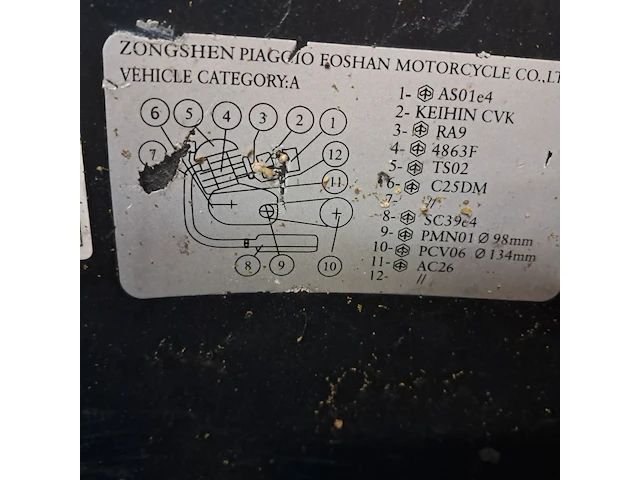 ZONGSHEN PIAGGIO FOSHAN MOTORCYCLE CO.,LT
VEHICLE CATEGORY:A
1- AS01e4
2- KEIHIN CVK
3- RA9
4- 4863F
5- TS02
6- C25DM
7- //
8- SC39e4
9- PMN01 Ø 98mm
10- PCV06 Ø 134mm
11- AC26
12- //
6 5 4 3 2 1
7 12
11
8 9 10